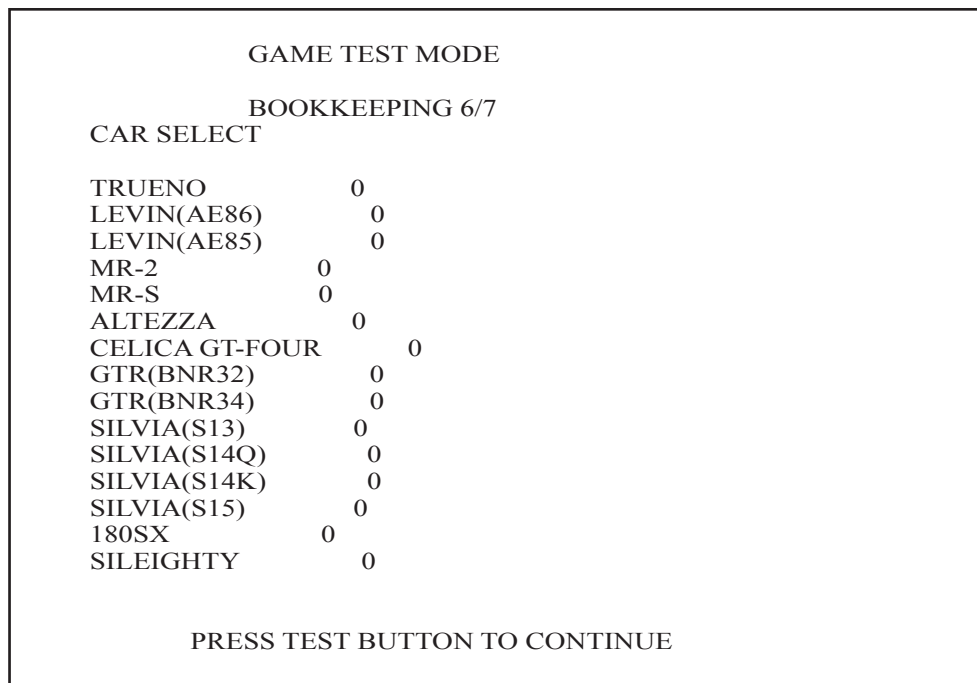 GAME TEST MODE
BOOKKEEPING 6/7
CAR SELECT
TRUENO 0
LEVIN(AE86) 0
LEVIN(AE85) 0
MR-2 0
MR-S 0
ALTEZZA 0
CELICA GT-FOUR 0
GTR(BNR32) 0
GTR(BNR34) 0
SILVIA(S13) 0
SILVIA(S14Q) 0
SILVIA(S14K) 0
SILVIA(S15) 0
180SX 0
SILEIGHTY 0
PRESS TEST BUTTON TO CONTINUE